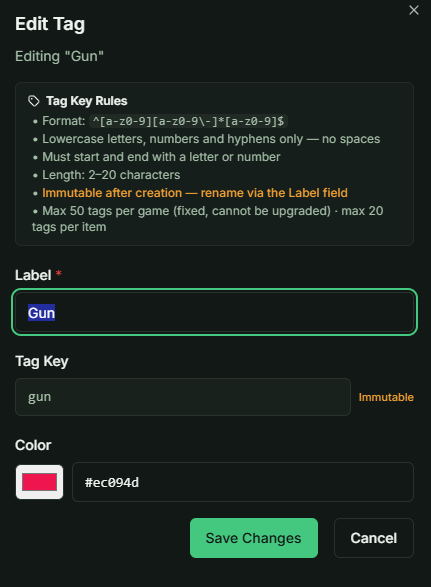 Edit Tag
Editing "Gun"
Tag Key Rules
• Format: ^[a-z0-9][a-z0-9\-]*[a-z0-9]$
• Lowercase letters, numbers and hyphens only — no spaces
• Must start and end with a letter or number
• Length: 2–20 characters
• Immutable after creation — rename via the Label field
• Max 50 tags per game (fixed, cannot be upgraded) · max 20
tags per item
Label *
Gun
Tag Key
gun
Immutable
Color
#ec094d
Save Changes
Cancel